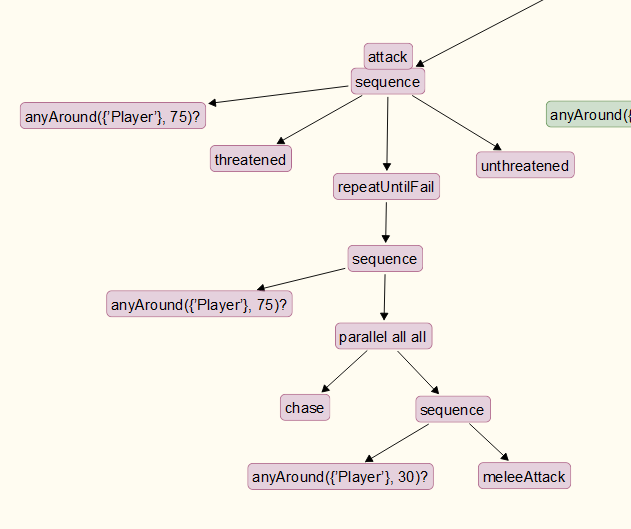 attack
sequence
anyAround({'Player'}, 75)?
anyAround({
threatened
unthreatened
repeatUntilFail
sequence
anyAround({'Player'}, 75)?
parallel all all
chase
sequence
anyAround({'Player'}, 30)?
meleeAttack